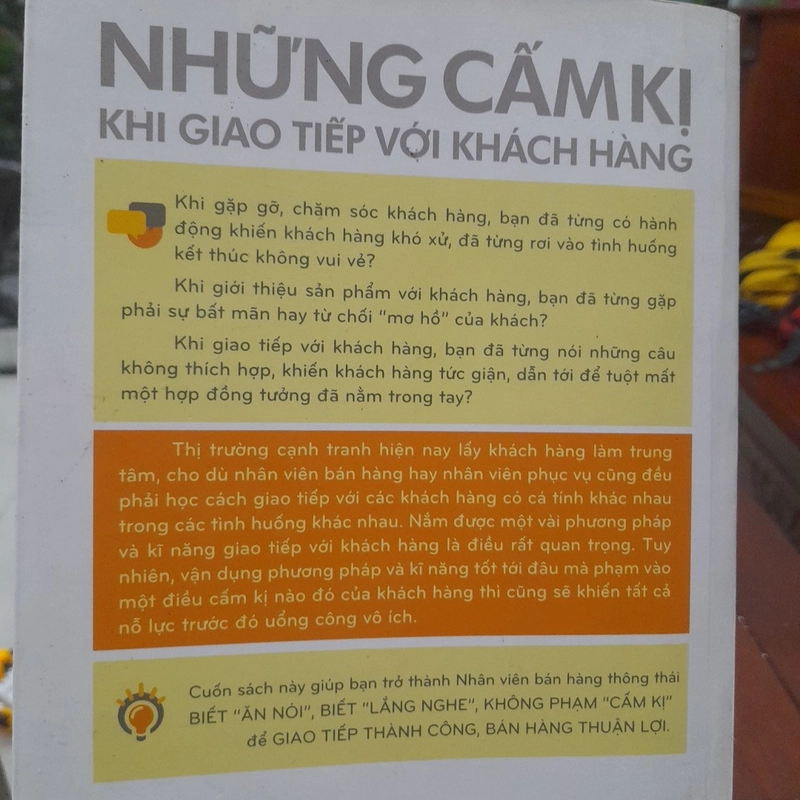 NHỮNG CẤM KỊ
KHI GIAO TIẾP VỚI KHÁCH HÀNG
Khi gặp gỡ, chặm sóc khách hàng, bạn đã từng có hành
động khiến khách hàng khó xử, đã từng rơi vào tình huống
kết thúc không vui vẻ?
Khi giới thiệu sản phẩm với khách hàng, bạn đã từng gặp
phải sự bất mãn hay từ chối "mơ hồ" của khách?
Khi giao tiếp với khách hàng, bạn đã từng nói những câu
không thích hợp, khiến khách hàng tức giận, dẫn tới để tuột mất
một hợp đồng tưởng đã nằm trong tay?
Thị trường cạnh tranh hiện nay lấy khách hàng làm trung
tâm, cho dù nhân viên bán hàng hay nhân viên phục vụ cũng đều
phải học cách giao tiếp với các khách hàng có cá tính khác nhau
trong các tình huống khác nhau. Nắm được một vài phương pháp
và kĩ năng giao tiếp với khách hàng là điều rất quan trọng. Tuy
nhiên, vận dụng phương pháp và kĩ năng tốt tới đâu mà phạm vào
một điều cấm kị nào đó của khách hàng thì cũng sẽ khiến tất cả
nỗ lực trước đó uổng công vô ích.
Cuốn sách này giúp bạn trở thành Nhân viên bán hàng thông thái
BIẾT "ĂN NÓI", BIẾT "LẮNG NGHE", KHÔNG PHẠM "CẤM KỊ"
để GIAO TIẾP THÀNH CÔNG, BÁN HÀNG THUẬN LỢI.